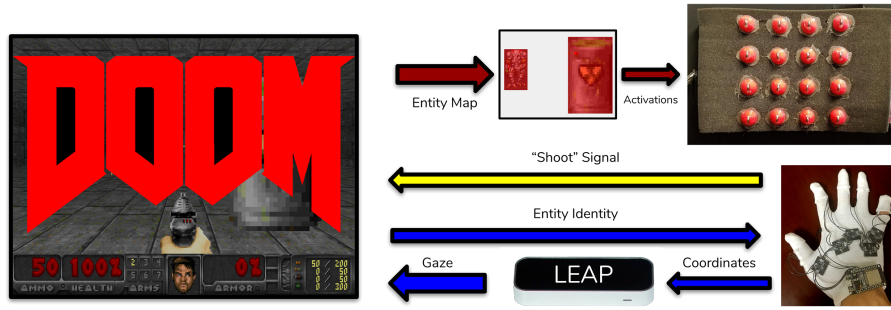 DOOM
50 100% 2 3 4 0% 50 / 200
5 6 7 0 / 50
0 / 50
0 / 300
AMMO HEALTH ARMS ARMOR
Entity Map
Activations
“Shoot” Signal
Entity Identity
Gaze
LEAP
Coordinates